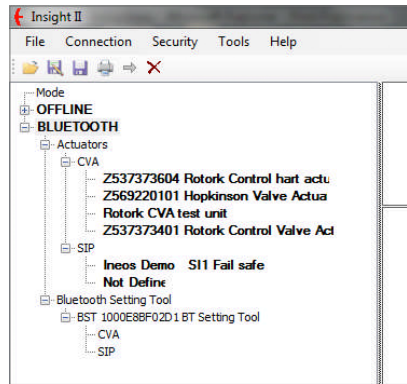 Insight II
File Connection Security Tools Help
Mode
OFFLINE
BLUETOOTH
Actuators
CVA
Z537373604 Rotork Control hart actu
Z569220101 Hopkinson Valve Actua
Rotork CVA test unit
Z537373401 Rotork Control Valve Act
SIP
Ineos Demo SI1 Fail safe
Not Define
Bluetooth Setting Tool
BST 1000E8BF02D1 BT Setting Tool
CVA
SIP